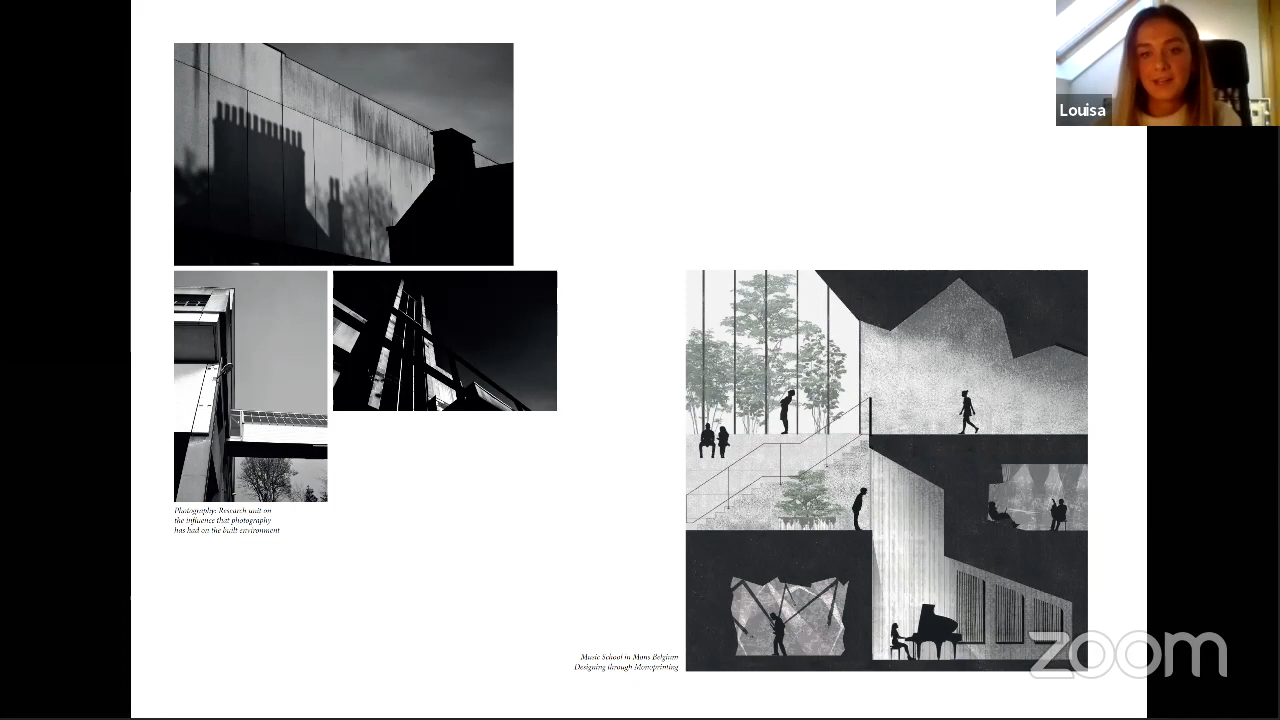 Louisa
Photography: Research unit on
the influence that photography
has had on the built environment
Music School in Mons Belgium
Designing through Monoprinting
zoom